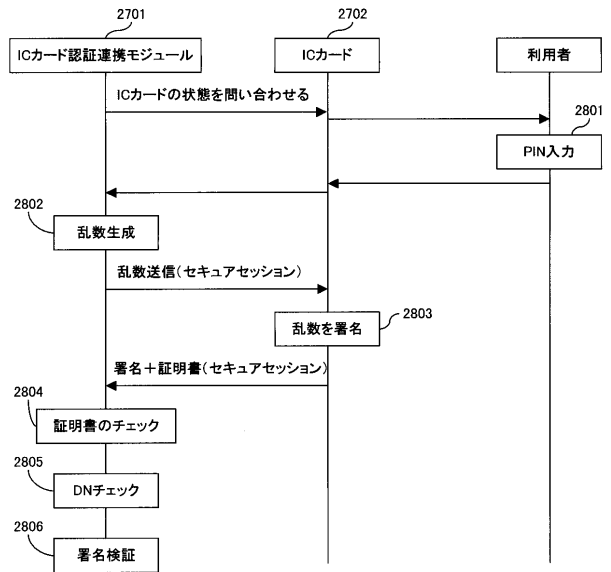 2701
2702
ICカード認証連携モジュール
ICカード
利用者
ICカードの状態を問い合わせる
2801
PIN入力
2802
乱数生成
乱数送信(セキュアセッション)
乱数を署名
2803
署名+証明書(セキュアセッション)
2804
証明書のチェック
2805
DNチェック
2806
署名検証